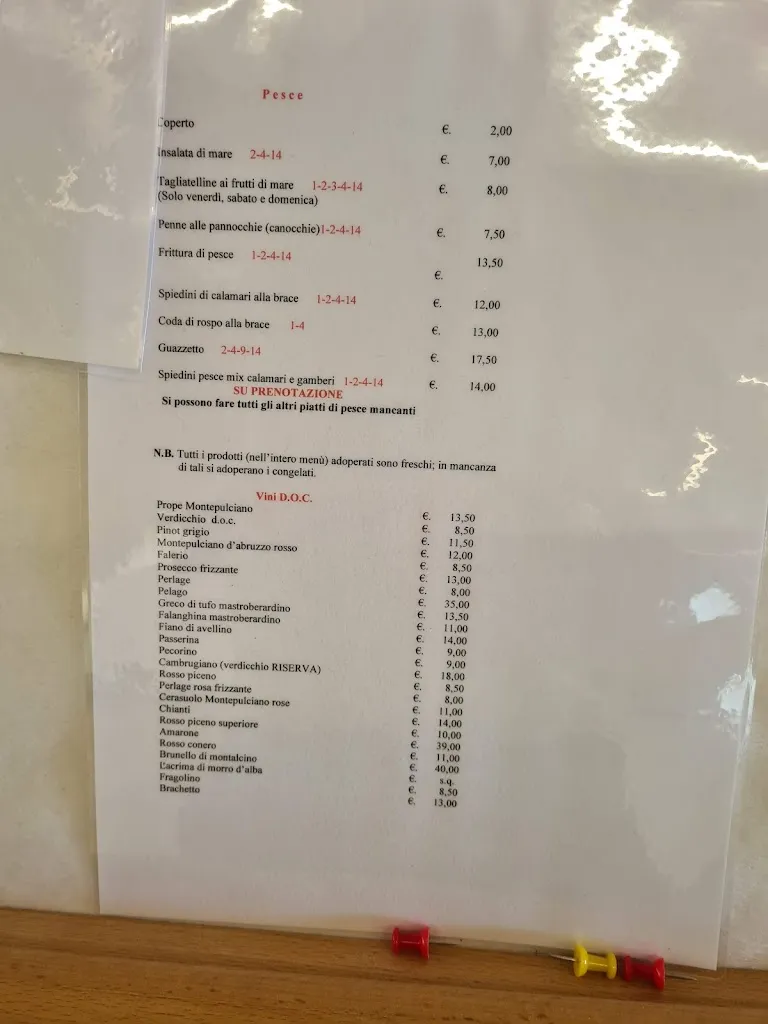 Pesce
Coperto €. 2,00
Insalata di mare 2-4-14 €. 7,00
Tagliatelline ai frutti di mare 1-2-3-4-14 €. 8,00
(Solo venerdì, sabato e domenica)
Penne alle pannocchie (canocchie)1-2-4-14 €. 7,50
Frittura di pesce 1-2-4-14 €. 13,50
Spiedini di calamari alla brace 1-2-4-14 €. 12,00
Coda di rospo alla brace 1-4 €. 13,00
Guazzetto 2-4-9-14 €. 17,50
Spiedini pesce mix calamari e gamberi 1-2-4-14 €. 14,00
SU PRENOTAZIONE
Si possono fare tutti gli altri piatti di pesce mancanti
N.B. Tutti i prodotti (nell'intero menù) adoperati sono freschi; in mancanza
di tali si adoperano i congelati.
Vini D.O.C.
Prope Montepulciano €. 13,50
Verdicchio d.o.c. €. 8,50
Pinot grigio €. 11,50
Montepulciano d'abruzzo rosso €. 12,00
Falerio €. 8,50
Prosecco frizzante €. 13,00
Perlage €. 8,00
Pelago €. 35,00
Greco di tufo mastroberardino €. 13,50
Falanghina mastroberardino €. 11,00
Fiano di avellino €. 14,00
Passerina €. 9,00
Pecorino €. 9,00
Cambrugiano (verdicchio RISERVA) €. 18,00
Rosso piceno €. 8,50
Perlage rosa frizzante €. 8,00
Cerasuolo Montepulciano rose €. 11,00
Chianti €. 14,00
Rosso piceno superiore €. 10,00
Amarone €. 39,00
Rosso conero €. 11,00
Brunello di montalcino €. 40,00
Lacrima di morro d'alba €. s.q.
Fragolino €. 8,50
Brachetto €. 13,00